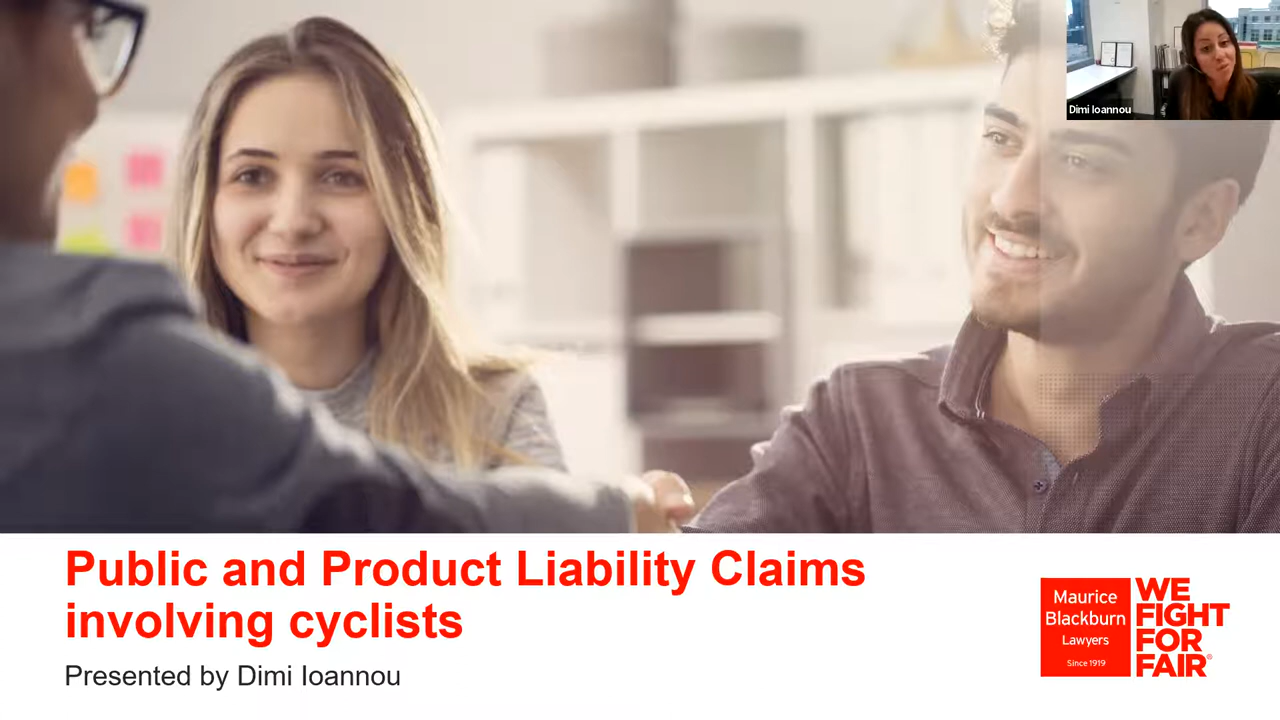 Dimi Ioannou
Public and Product Liability Claims
involving cyclists
Presented by Dimi Ioannou
Maurice
Blackburn
Lawyers
Since 1919
WE
FIGHT
FOR
FAIR®